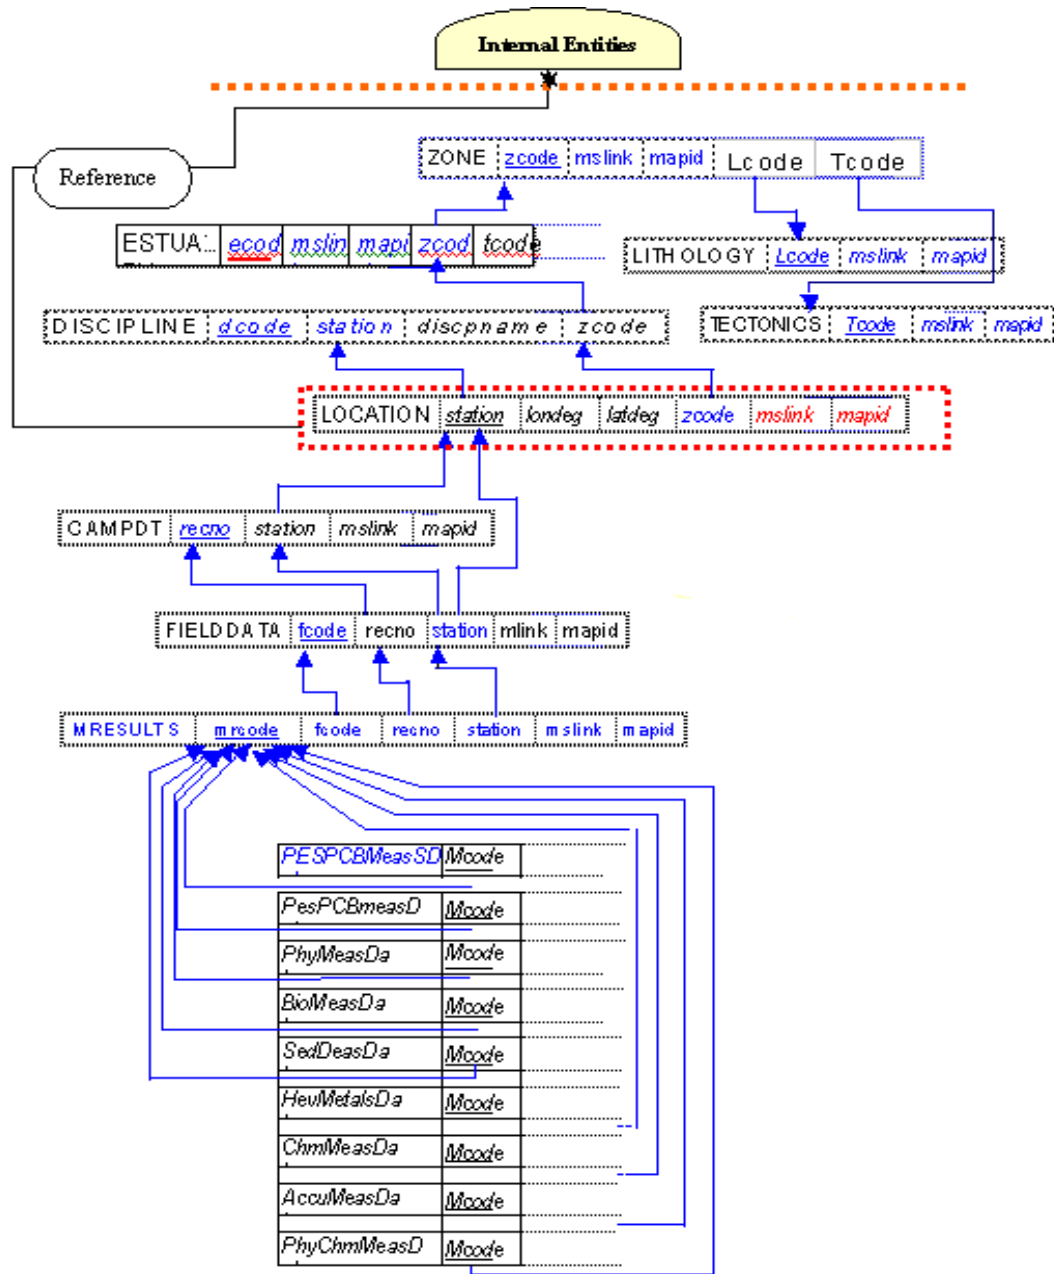 Internal Entities
Reference
ZONE zcode mslink mapid Lcode Tcode
ESTUA ecod mslin mapi zcod fcode
LITHOLOGY Lcode mslink mapid
DISCIPLINE dcode station discpname zcode
TECTONICS Tcode mslink mapid
LOCATION station londeg latdeg zcode mslink mapid
CAMPDT recno station mslink mapid
FIELDDATA fcode recno station mlink mapid
MRESULTS mrcode fcode recno station mslink mapid
PESPCBMeasSD Mcode
PesPCBmeasD Mcode
PhyMeasDa Mcode
BioMeasDa Mcode
SedDeasDa Mcode
HevMetalsDa Mcode
ChmMeasDa Mcode
AccuMeasDa Mcode
PhyChmMeasD Mcode